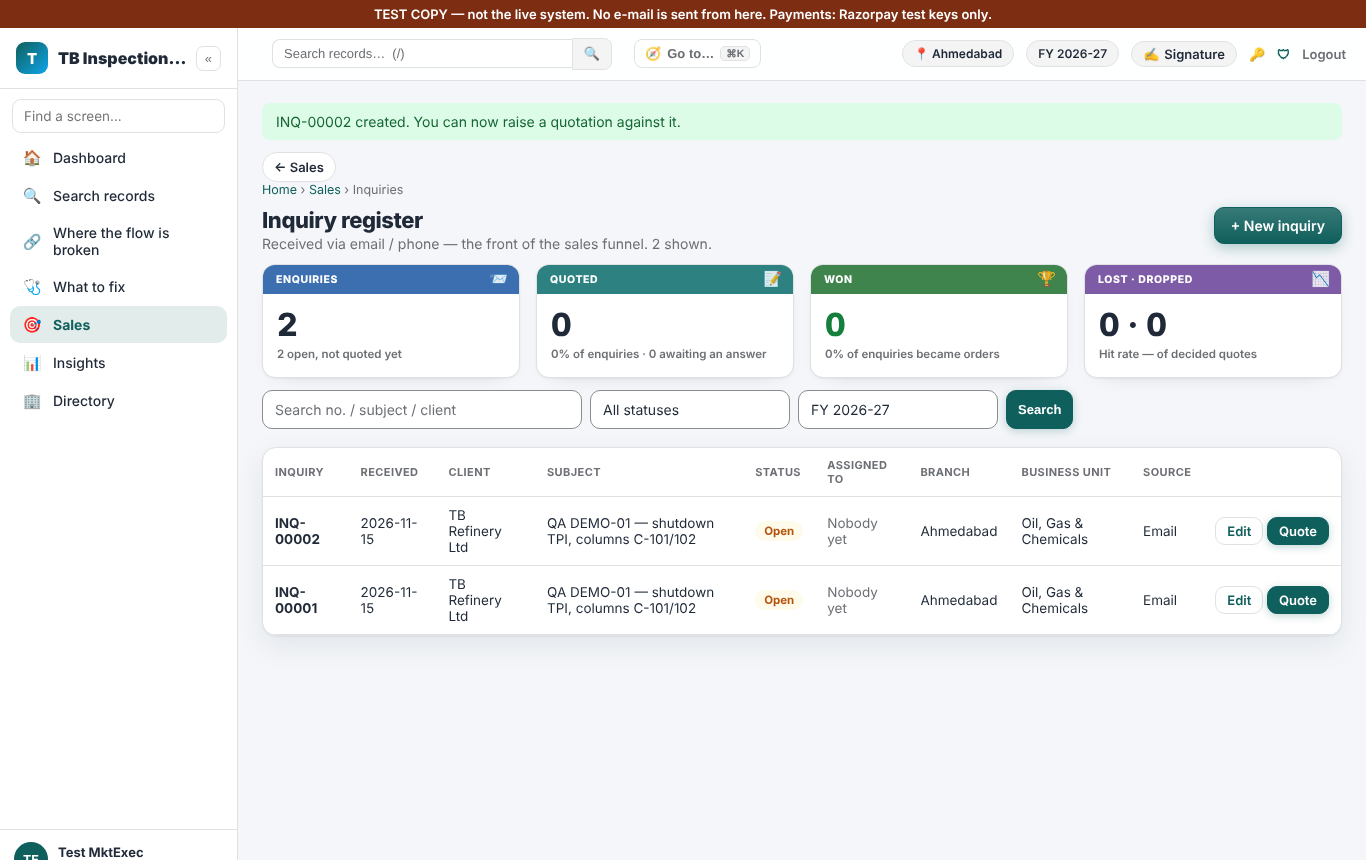 TEST COPY — not the live system. No e-mail is sent from here. Payments: Razorpay test keys only.
T
TB Inspection…
«
Search records… (/)
Go to…
⌘K
Ahmedabad
FY 2026-27
Signature
Logout
Find a screen…
Dashboard
Search records
Where the flow is
broken
What to fix
Sales
Insights
Directory
Test MktExec
INQ-00002 created. You can now raise a quotation against it.
← Sales
Home › Sales › Inquiries
Inquiry register
+ New inquiry
Received via email / phone — the front of the sales funnel. 2 shown.
ENQUIRIES
2
2 open, not quoted yet
QUOTED
0
0% of enquiries · 0 awaiting an answer
WON
0
0% of enquiries became orders
LOST · DROPPED
0 · 0
Hit rate — of decided quotes
Search no. / subject / client
All statuses
FY 2026-27
Search
INQUIRY RECEIVED CLIENT SUBJECT STATUS ASSIGNED TO BRANCH BUSINESS UNIT SOURCE
INQ-
00002
2026-11-
15
TB
Refinery
Ltd
QA DEMO-01 — shutdown
TPI, columns C-101/102
Open
Nobody
yet
Ahmedabad
Oil, Gas &
Chemicals
Email
Edit
Quote
INQ-
00001
2026-11-
15
TB
Refinery
Ltd
QA DEMO-01 — shutdown
TPI, columns C-101/102
Open
Nobody
yet
Ahmedabad
Oil, Gas &
Chemicals
Email
Edit
Quote